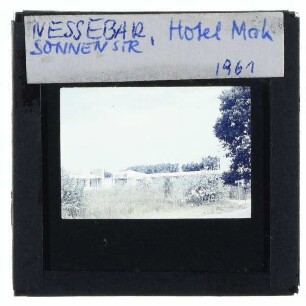 NESSEBAR, Hotel Mak
SONNENSTR.
1961